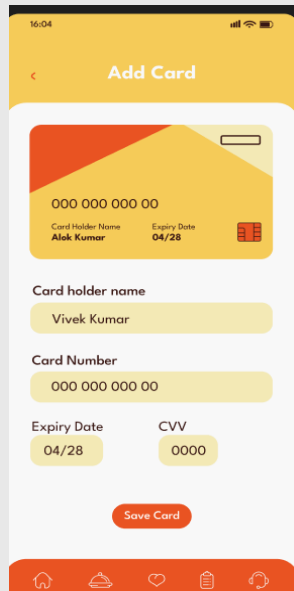 16:04
Add Card
000 000 000 00
Card Holder Name Expiry Date
Alok Kumar 04/28
Card holder name
Vivek Kumar
Card Number
000 000 000 00
Expiry Date CVV
04/28 0000
Save Card